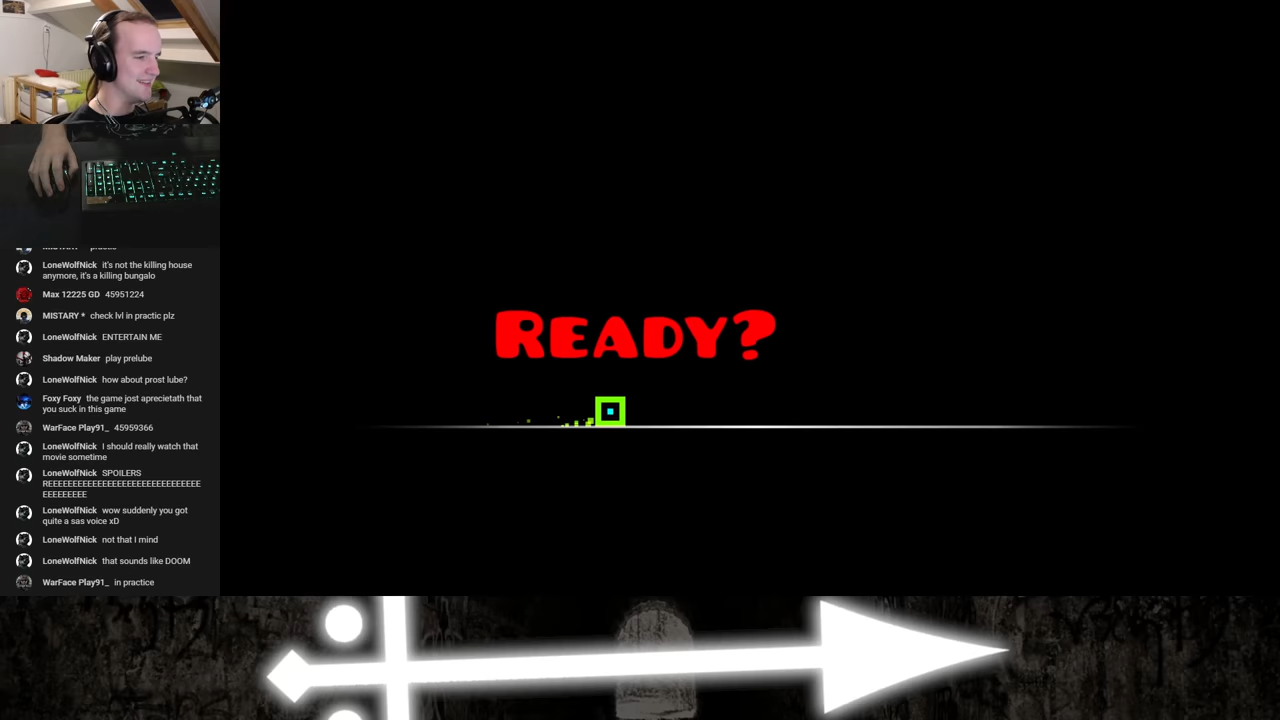 READY?
LoneWolfNick it's not the killing house
anymore, it's a killing bungalo
Max 12225 GD 45951224
MISTARY * check lvl in practic plz
LoneWolfNick ENTERTAIN ME
Shadow Maker play prelube
LoneWolfNick how about prost lube?
Foxy Foxy the game jost aprecietath that
you suck in this game
WarFace Play91_ 45959366
LoneWolfNick I should really watch that
movie sometime
LoneWolfNick SPOILERS
REEEEEEEEEEEEEEEEEEEEEEEEEEEEEEE
EEEEEEEEE
LoneWolfNick wow suddenly you got
quite a sas voice xD
LoneWolfNick not that I mind
LoneWolfNick that sounds like DOOM
WarFace Play91_ in practice